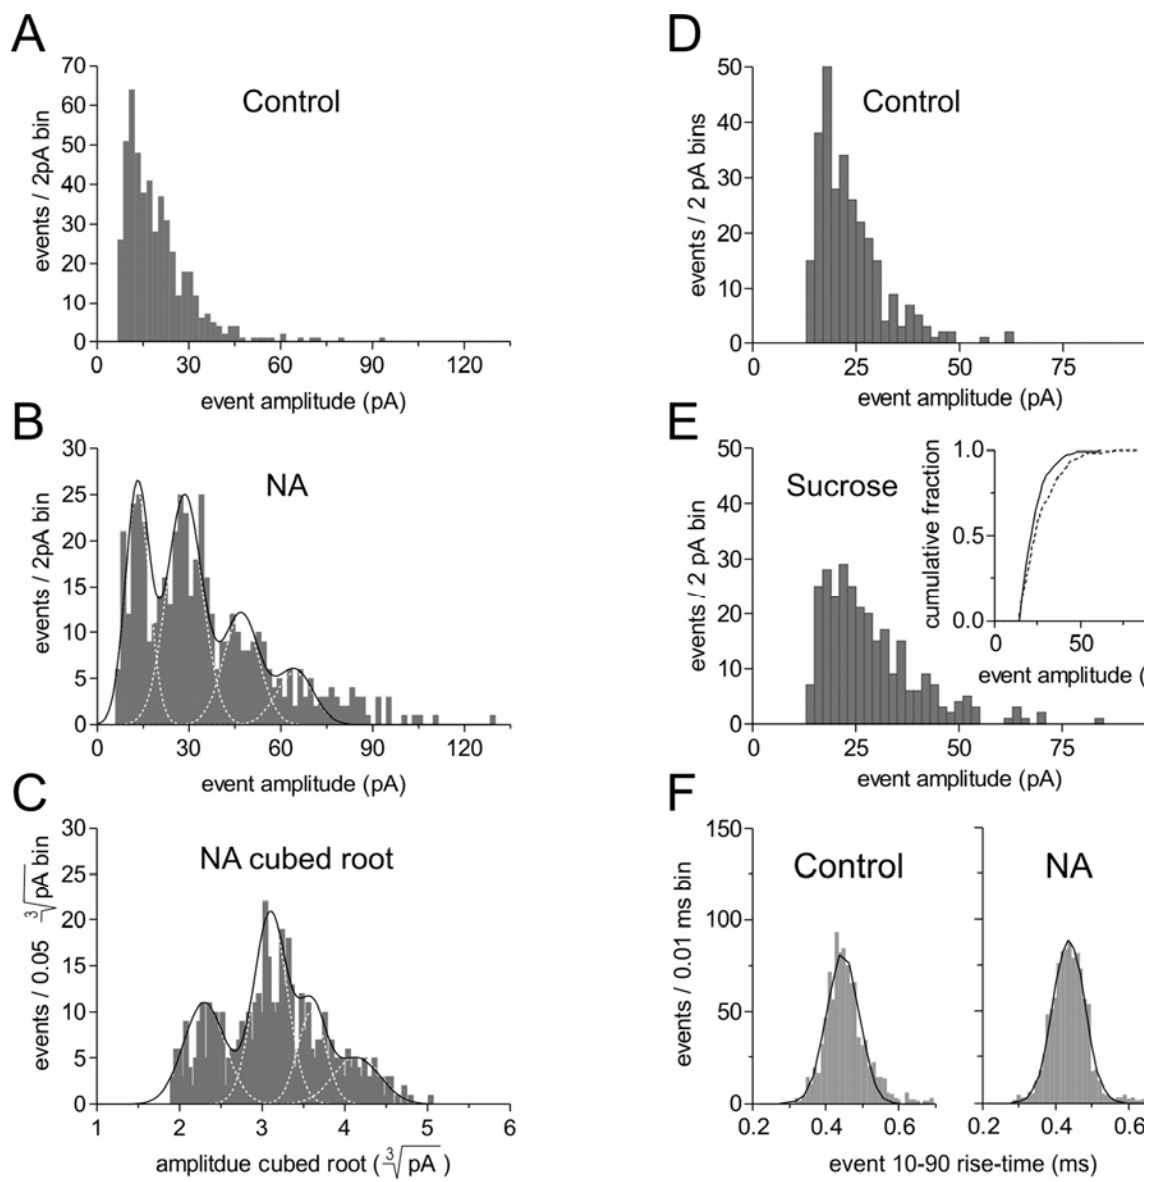 A
70
60
50
40
30
20
10
0
events / 2pA bin
Control
0 30 60 90 120
event amplitude (pA)
B
30
25
20
15
10
5
0
events / 2pA bin
NA
0 30 60 90 120
event amplitude (pA)
C
30
25
20
15
10
5
0
events / 0.05 ∛pA bin
NA cubed root
1 2 3 4 5 6
amplitdue cubed root (∛pA)
D
50
40
30
20
10
0
events / 2 pA bins
Control
0 25 50 75
event amplitude (pA)
E
50
40
30
20
10
0
events / 2 pA bin
Sucrose
1.0
0.5
0.0
cumulative fraction
0 50
event amplitude (
0 25 50 75
event amplitude (pA)
F
150
100
50
0
events / 0.01 ms bin
Control
NA
0.2 0.4 0.6
0.2 0.4 0.6
event 10-90 rise-time (ms)